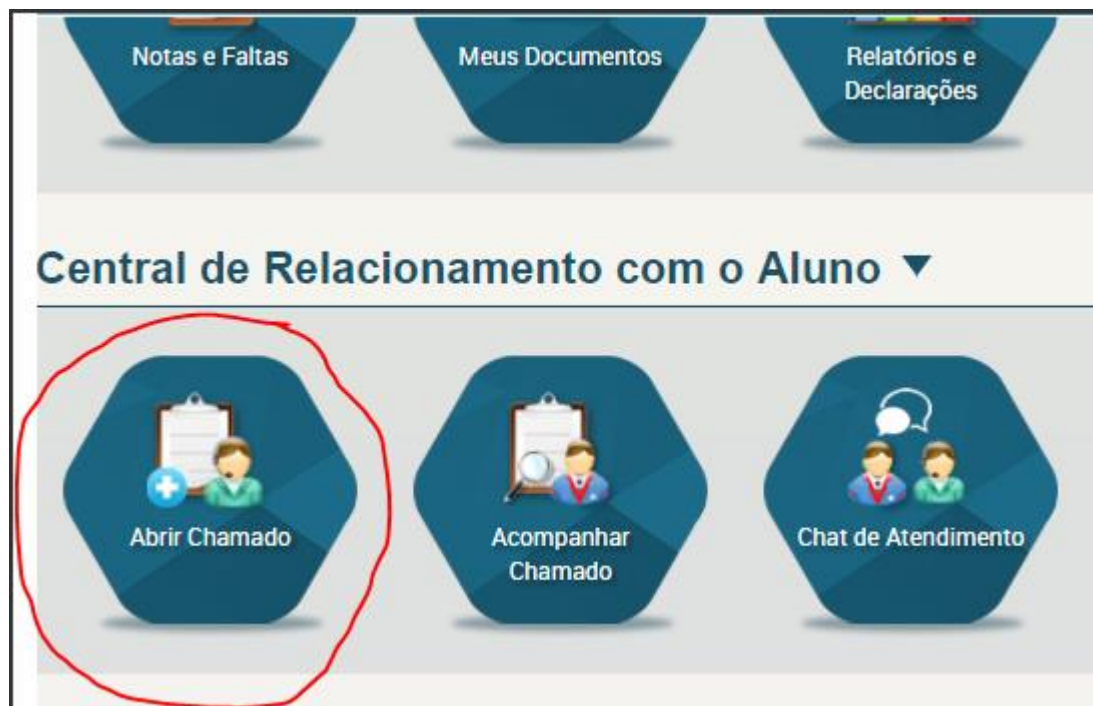 Notas e Faltas
Meus Documentos
Relatórios e
Declarações
Central de Relacionamento com o Aluno
Abrir Chamado
Acompanhar
Chamado
Chat de Atendimento